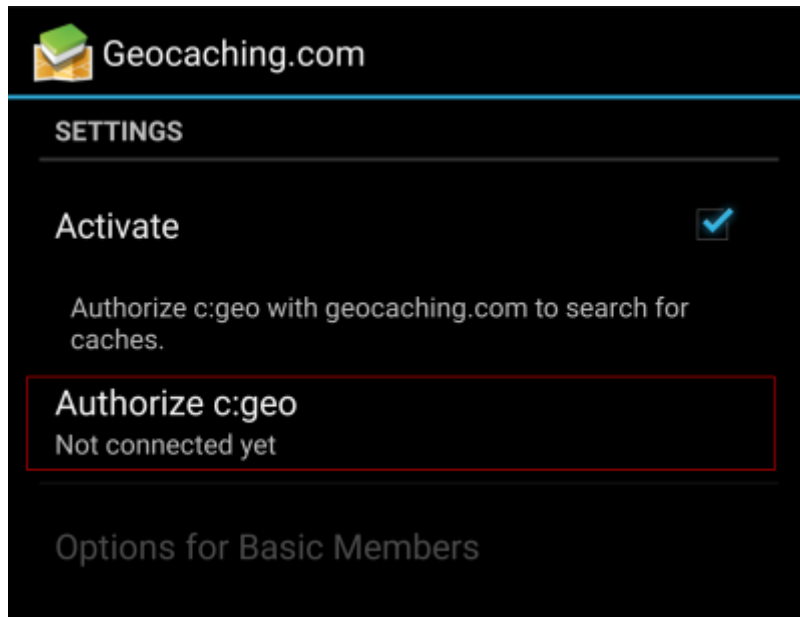 Geocaching.com
SETTINGS
Activate
Authorize c:geo with geocaching.com to search for
caches.
Authorize c:geo
Not connected yet
Options for Basic Members